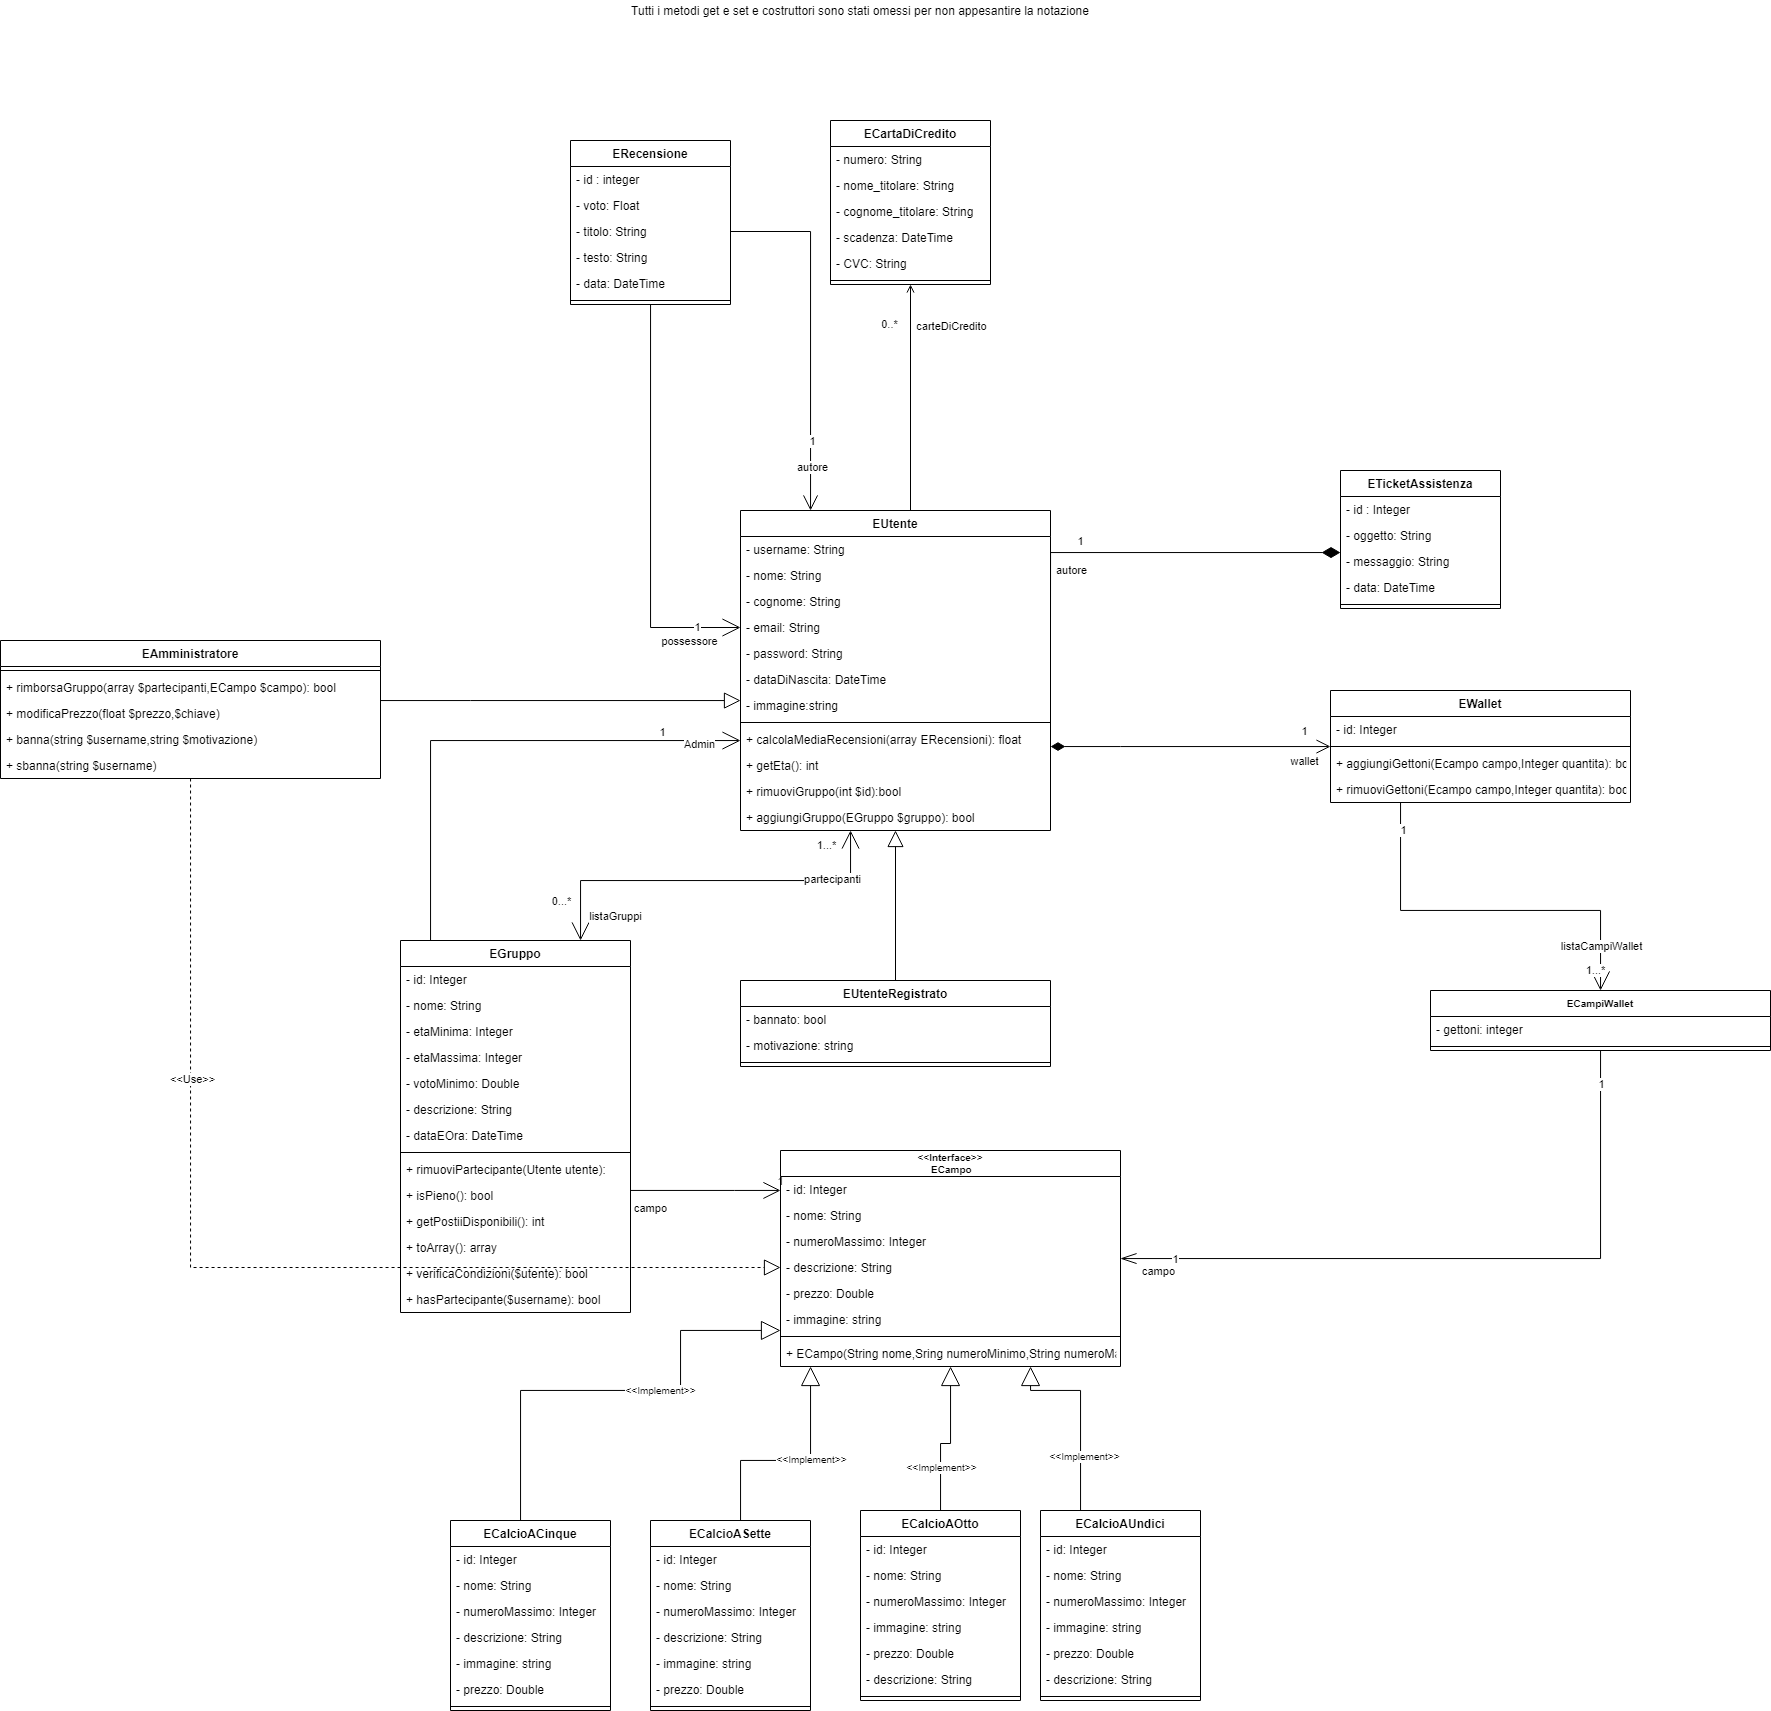 Tutti i metodi get e set e costruttori sono stati omessi per non appesantire la notazione
ECartaDiCredito
- numero: String
- nome_titolare: String
- cognome_titolare: String
- scadenza: DateTime
- CVC: String
ERecensione
- id : integer
- voto: Float
- titolo: String
- testo: String
- data: DateTime
0..*
carteDiCredito
1
autore
1
possessore
EUtente
- username: String
- nome: String
- cognome: String
- email: String
- password: String
- dataDiNascita: DateTime
- immagine:string
+ calcolaMediaRecensioni(array ERecensioni): float
+ getEta(): int
+ rimuoviGruppo(int $id):bool
+ aggiungiGruppo(EGruppo $gruppo): bool
1
autore
ETicketAssistenza
- id : Integer
- oggetto: String
- messaggio: String
- data: DateTime
EAmministratore
+ rimborsaGruppo(array $partecipanti,ECampo $campo): bool
+ modificaPrezzo(float $prezzo,$chiave)
+ banna(string $username,string $motivazione)
+ sbanna(string $username)
1
Admin
1
wallet
EWallet
- id: Integer
+ aggiungiGettoni(Ecampo campo,Integer quantita): bo
+ rimuoviGettoni(Ecampo campo,Integer quantita): boo
1
listaCampiWallet
1...*
1...*
partecipanti
0...*
listaGruppi
EGruppo
- id: Integer
- nome: String
- etaMinima: Integer
- etaMassima: Integer
- votoMinimo: Double
- descrizione: String
- dataEOra: DateTime
+ rimuoviPartecipante(Utente utente):
+ isPieno(): bool
+ getPostiiDisponibili(): int
+ toArray(): array
+ verificaCondizioni($utente): bool
+ hasPartecipante($username): bool
EUtenteRegistrato
- bannato: bool
- motivazione: string
ECampiWallet
- gettoni: integer
1
<<Use>>
1
campo
<<Interface>>
ECampo
- id: Integer
- nome: String
- numeroMassimo: Integer
- descrizione: String
- prezzo: Double
- immagine: string
+ ECampo(String nome,Sring numeroMinimo,String numeroMa
1
campo
<<Implement>>
<<Implement>>
<<Implement>>
<<Implement>>
ECalcioACinque
- id: Integer
- nome: String
- numeroMassimo: Integer
- descrizione: String
- immagine: string
- prezzo: Double
ECalcioASette
- id: Integer
- nome: String
- numeroMassimo: Integer
- descrizione: String
- immagine: string
- prezzo: Double
ECalcioAOtto
- id: Integer
- nome: String
- numeroMassimo: Integer
- immagine: string
- prezzo: Double
- descrizione: String
ECalcioAUndici
- id: Integer
- nome: String
- numeroMassimo: Integer
- immagine: string
- prezzo: Double
- descrizione: String